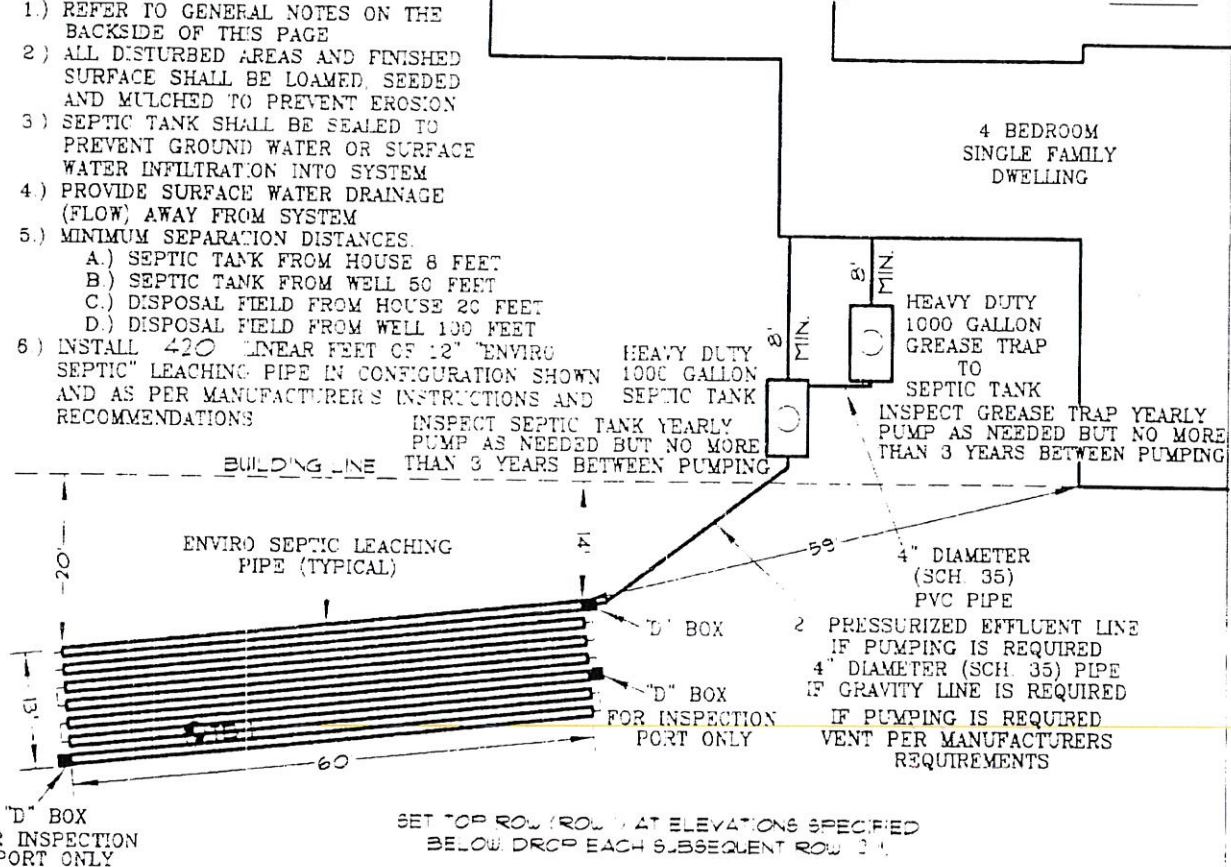 1.) REFER TO GENERAL NOTES ON THE
BACKSIDE OF THIS PAGE
2.) ALL DISTURBED AREAS AND FINISHED
SURFACE SHALL BE LOAMED, SEEDED
AND MULCHED TO PREVENT EROSION
3.) SEPTIC TANK SHALL BE SEALED TO
PREVENT GROUND WATER OR SURFACE
WATER INFILTRATION INTO SYSTEM
4.) PROVIDE SURFACE WATER DRAINAGE
(FLOW) AWAY FROM SYSTEM
5.) MINIMUM SEPARATION DISTANCES.
A.) SEPTIC TANK FROM HOUSE 8 FEET
B.) SEPTIC TANK FROM WELL 50 FEET
C.) DISPOSAL FIELD FROM HOUSE 20 FEET
D.) DISPOSAL FIELD FROM WELL 100 FEET
6.) INSTALL 420 LINEAR FEET OF 12" "ENVIRO
SEPTIC" LEACHING PIPE IN CONFIGURATION SHOWN
AND AS PER MANUFACTURER'S INSTRUCTIONS AND
RECOMMENDATIONS
4 BEDROOM
SINGLE FAMILY
DWELLING
8'
MIN.
8'
MIN.
HEAVY DUTY
1000 GALLON
GREASE TRAP
TO
SEPTIC TANK
HEAVY DUTY
1000 GALLON
SEPTIC TANK
INSPECT SEPTIC TANK YEARLY
PUMP AS NEEDED BUT NO MORE
THAN 3 YEARS BETWEEN PUMPING
INSPECT GREASE TRAP YEARLY
PUMP AS NEEDED BUT NO MORE
THAN 3 YEARS BETWEEN PUMPING
BUILDING LINE
20'
14'
59'
ENVIRO SEPTIC LEACHING
PIPE (TYPICAL)
4" DIAMETER
(SCH. 35)
PVC PIPE
"D" BOX
2 PRESSURIZED EFFLUENT LINE
IF PUMPING IS REQUIRED
4" DIAMETER (SCH. 35) PIPE
IF GRAVITY LINE IS REQUIRED
IF PUMPING IS REQUIRED
VENT PER MANUFACTURERS
REQUIREMENTS
"D" BOX
FOR INSPECTION
PORT ONLY
13'
60
"D" BOX
INSPECTION
PORT ONLY
SET TOP ROW (ROW AT ELEVATIONS SPECIFIED
BELOW. DROP EACH SUBSEQUENT ROW